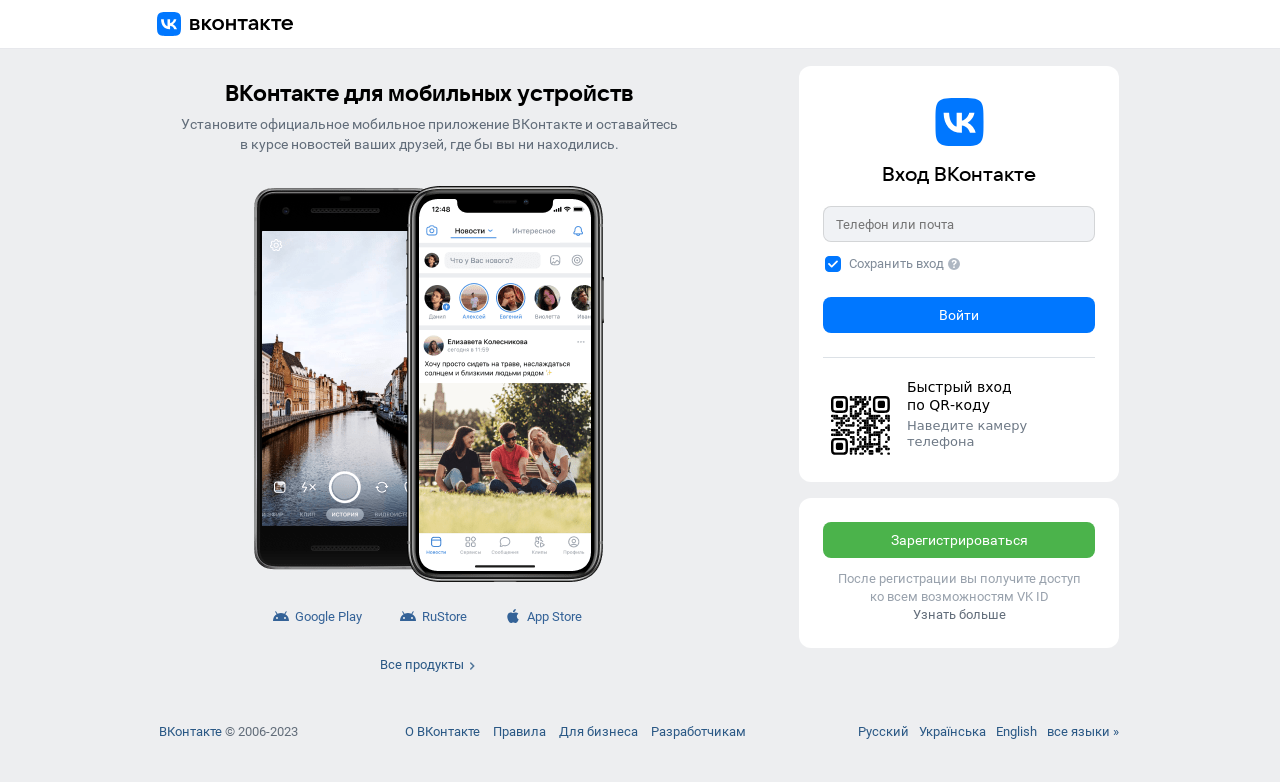 вконтакте
ВКонтакте для мобильных устройств
Установите официальное мобильное приложение ВКонтакте и оставайтесь
в курсе новостей ваших друзей, где бы вы ни находились.
12:48
Новости
Интересное
Что у Вас нового?
Данил
Алексей
Евгений
Виолетта
Иван
Елизавета Колесникова
сегодня в 11:59
Хочу просто сидеть на траве, наслаждаться
солнцем и близкими людьми рядом
КЛИП
ИСТОРИЯ
Новости
Сервисы
Сообщения
Клипы
Профиль
Google Play
RuStore
App Store
Все продукты
Вход ВКонтакте
Телефон или почта
Сохранить вход ?
Войти
Быстрый вход
по QR-коду
Наведите камеру
телефона
Зарегистрироваться
После регистрации вы получите доступ
ко всем возможностям VK ID
Узнать больше
ВКонтакте © 2006-2023
О ВКонтакте
Правила
Для бизнеса
Разработчикам
Русский
Українська
English
все языки »